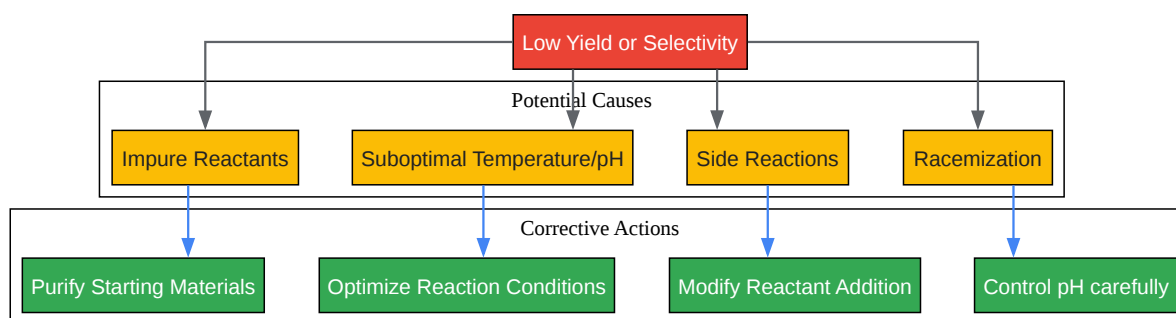 Low Yield or Selectivity
Potential Causes
Impure Reactants
Suboptimal Temperature/pH
Side Reactions
Racemization
Corrective Actions
Purify Starting Materials
Optimize Reaction Conditions
Modify Reactant Addition
Control pH carefully